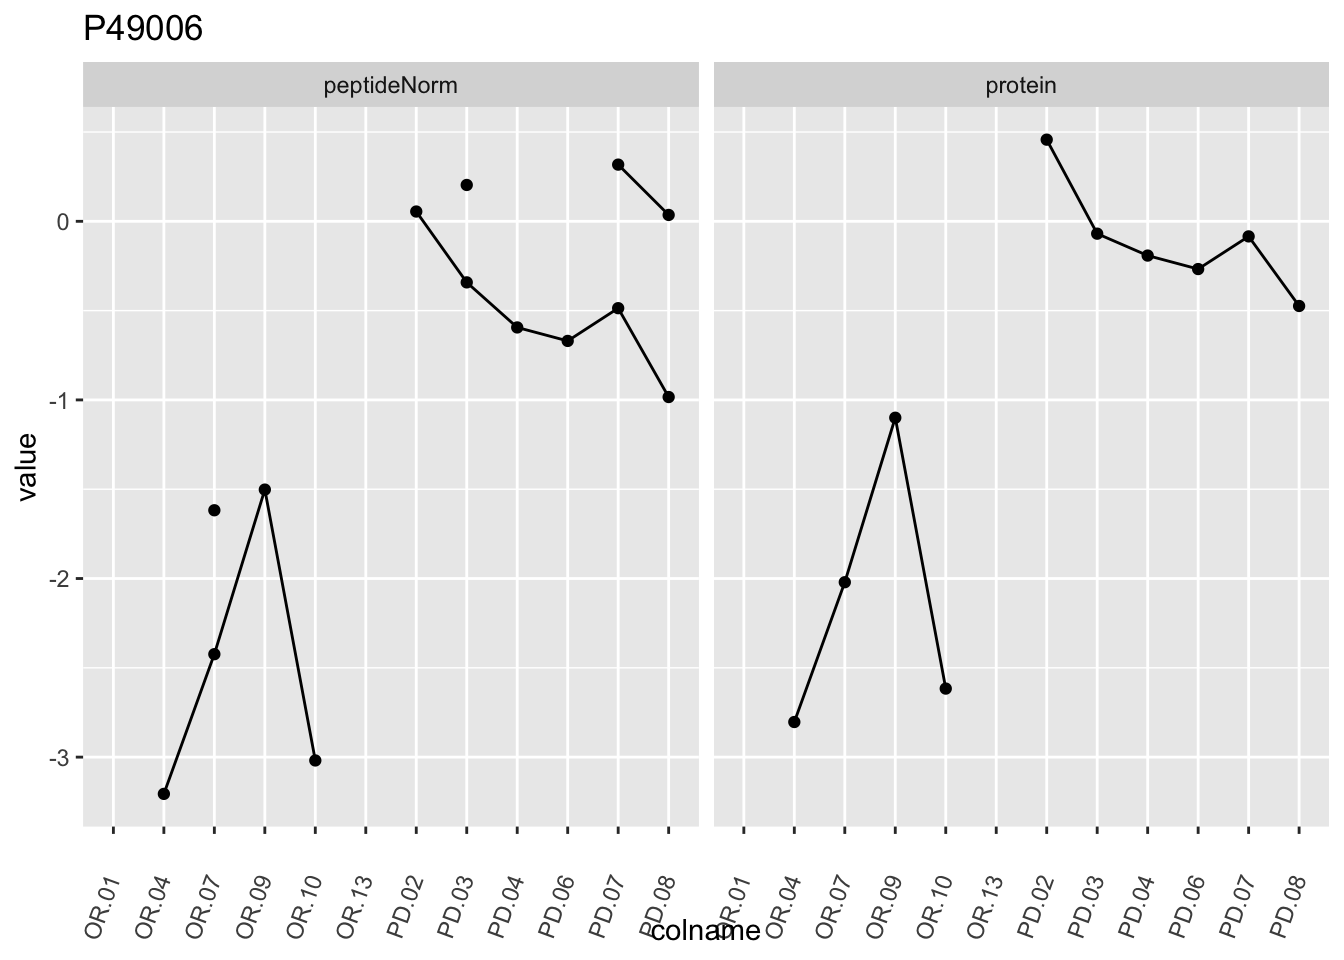 P49006
peptideNorm
protein
0
-1
-2
-3
value
OR.01
OR.04
OR.07
OR.09
OR.10
OR.13
PD.02
PD.03
PD.04
PD.06
PD.07
PD.08
OR.01
OR.04
OR.07
OR.09
OR.10
OR.13
PD.02
PD.03
PD.04
PD.06
PD.07
PD.08
colname